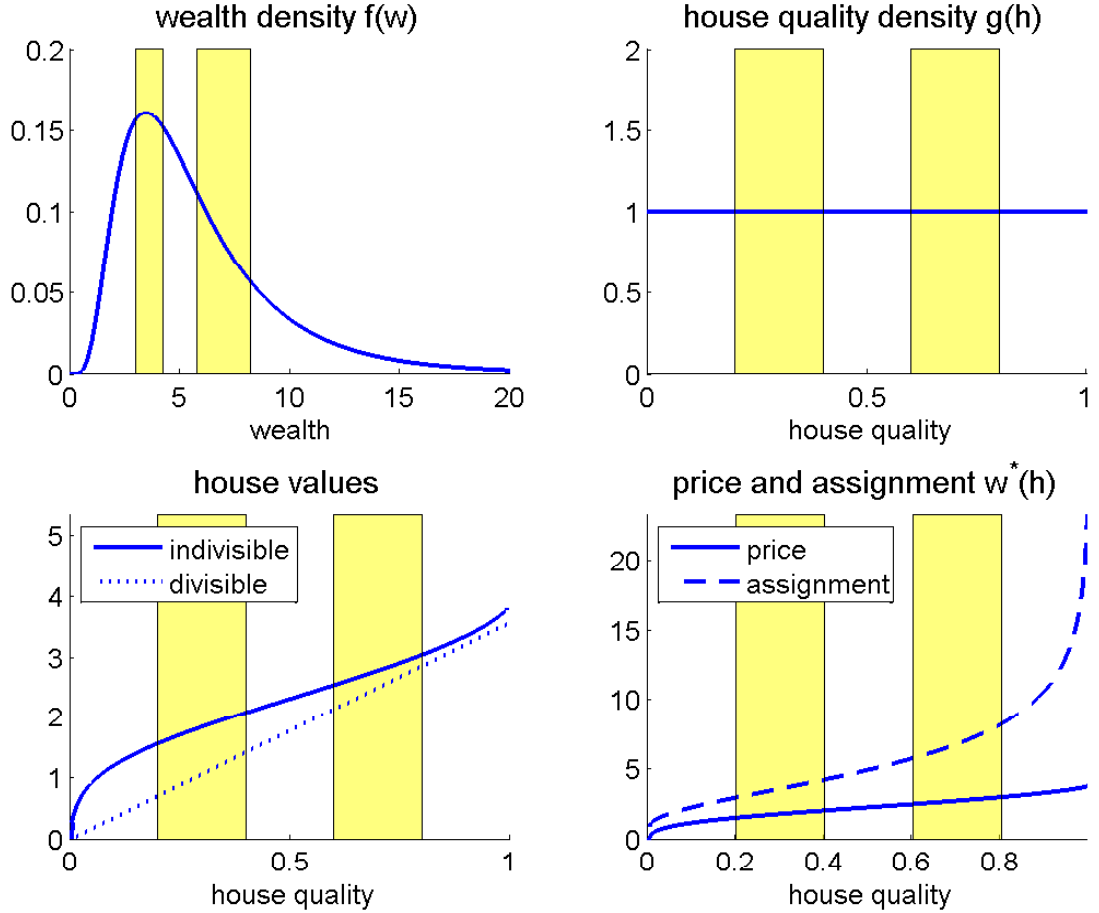 wealth density f(w)
0.2
0.15
0.1
0.05
0
0 5 10 15 20
wealth
house quality density g(h)
2
1.5
1
0.5
0
0 0.5 1
house quality
house values
5
4
3
2
1
0
indivisible
divisible
0 0.5 1
house quality
price and assignment w*(h)
20
15
10
5
0
price
assignment
0 0.2 0.4 0.6 0.8
house quality